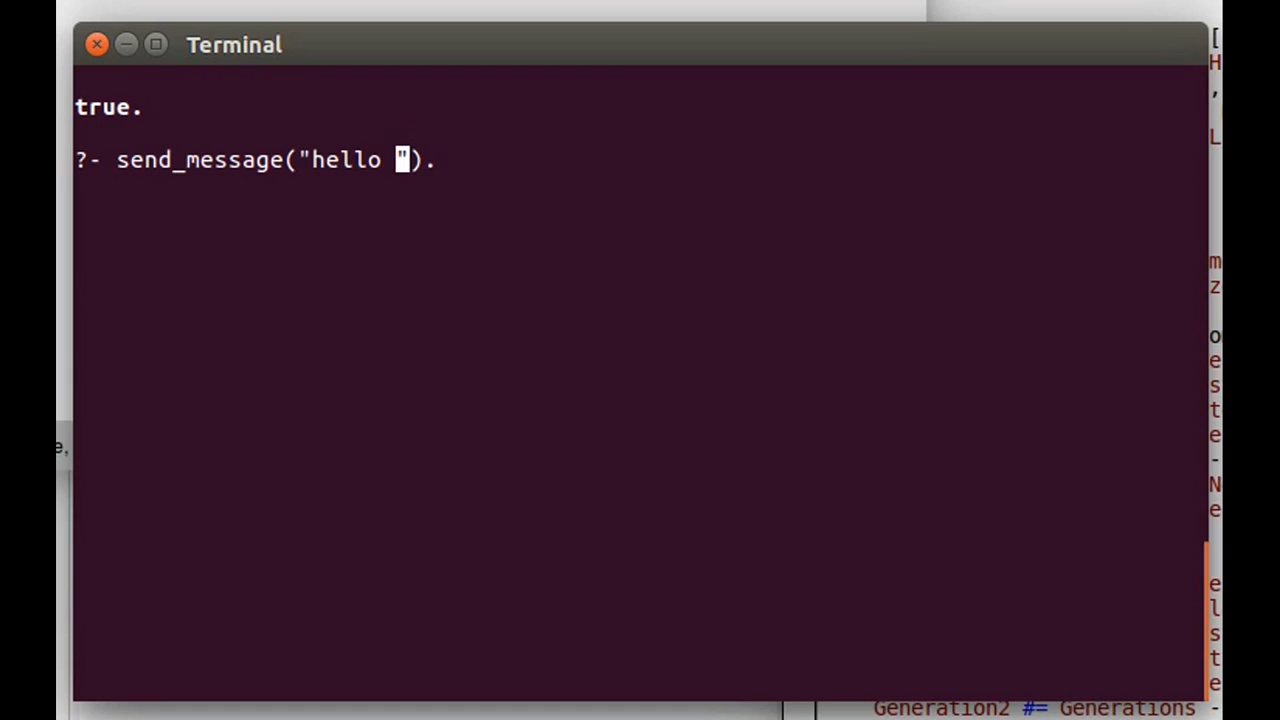 Terminal
true.
?- send_message("hello ").
e,
[
H
,
L
m
z
e
s
t
e
-
N
e
e
l
s
t
e
Generation2 #= Generations -